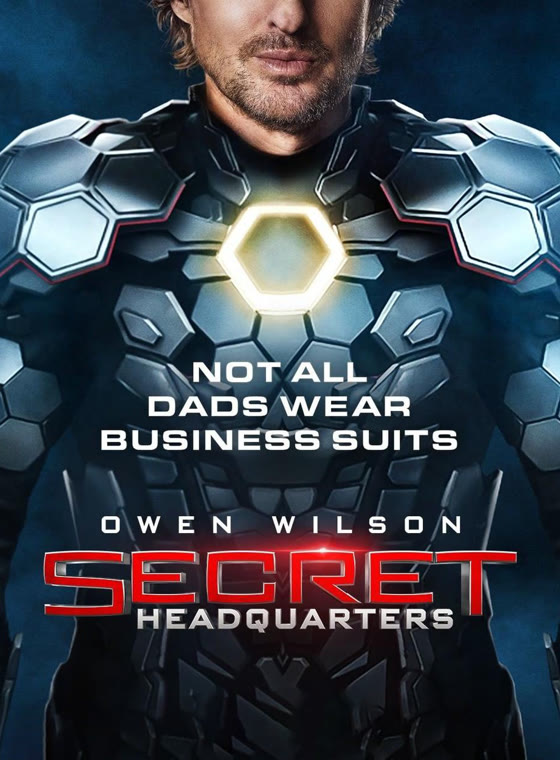 NOT ALL
DADS WEAR
BUSINESS SUITS
OWEN WILSON
SECRET
HEADQUARTERS